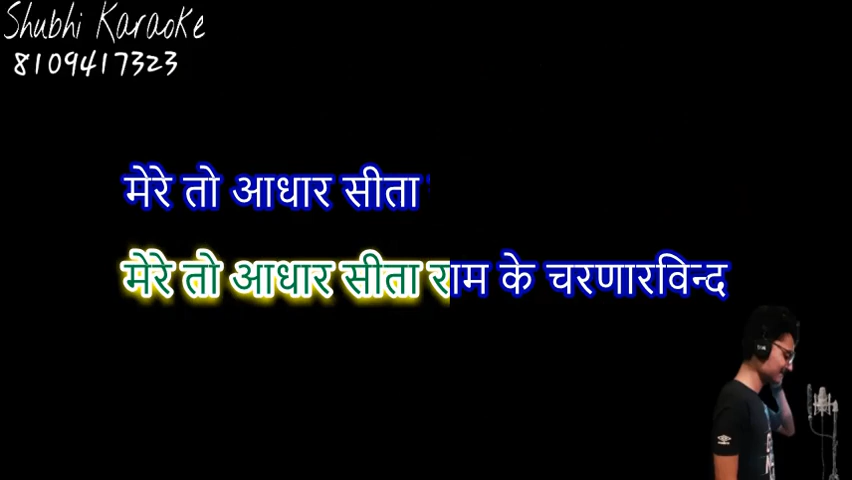 Shubhi Karaoke
8109417323
मेरे तो आधार सीता
मेरे तो आधार सीता राम के चरणारविन्द